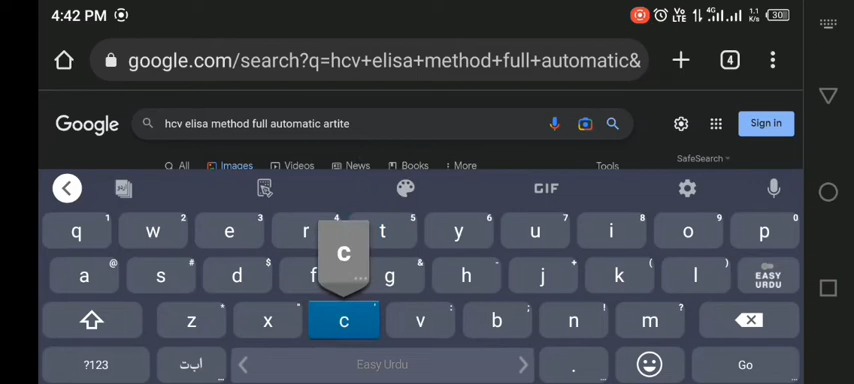 4:42 PM VO LTE 4G 1.1 K/s 30
google.com/search?q=hcv+elisa+method+full+automatic& 4
Google hcv elisa method full automatic artite Sign in
All Images Videos News Books More Tools SafeSearch
GIF
q 1 w 2 e 3 r 4 t 5 y 6 u 7 i 8 o 9 p 0
c
a @ s # d $ f g & h - j + k ( l ) EASY URDU
z * x " c ' v : b ; n ! m ?
?123 ابت Easy Urdu . Go